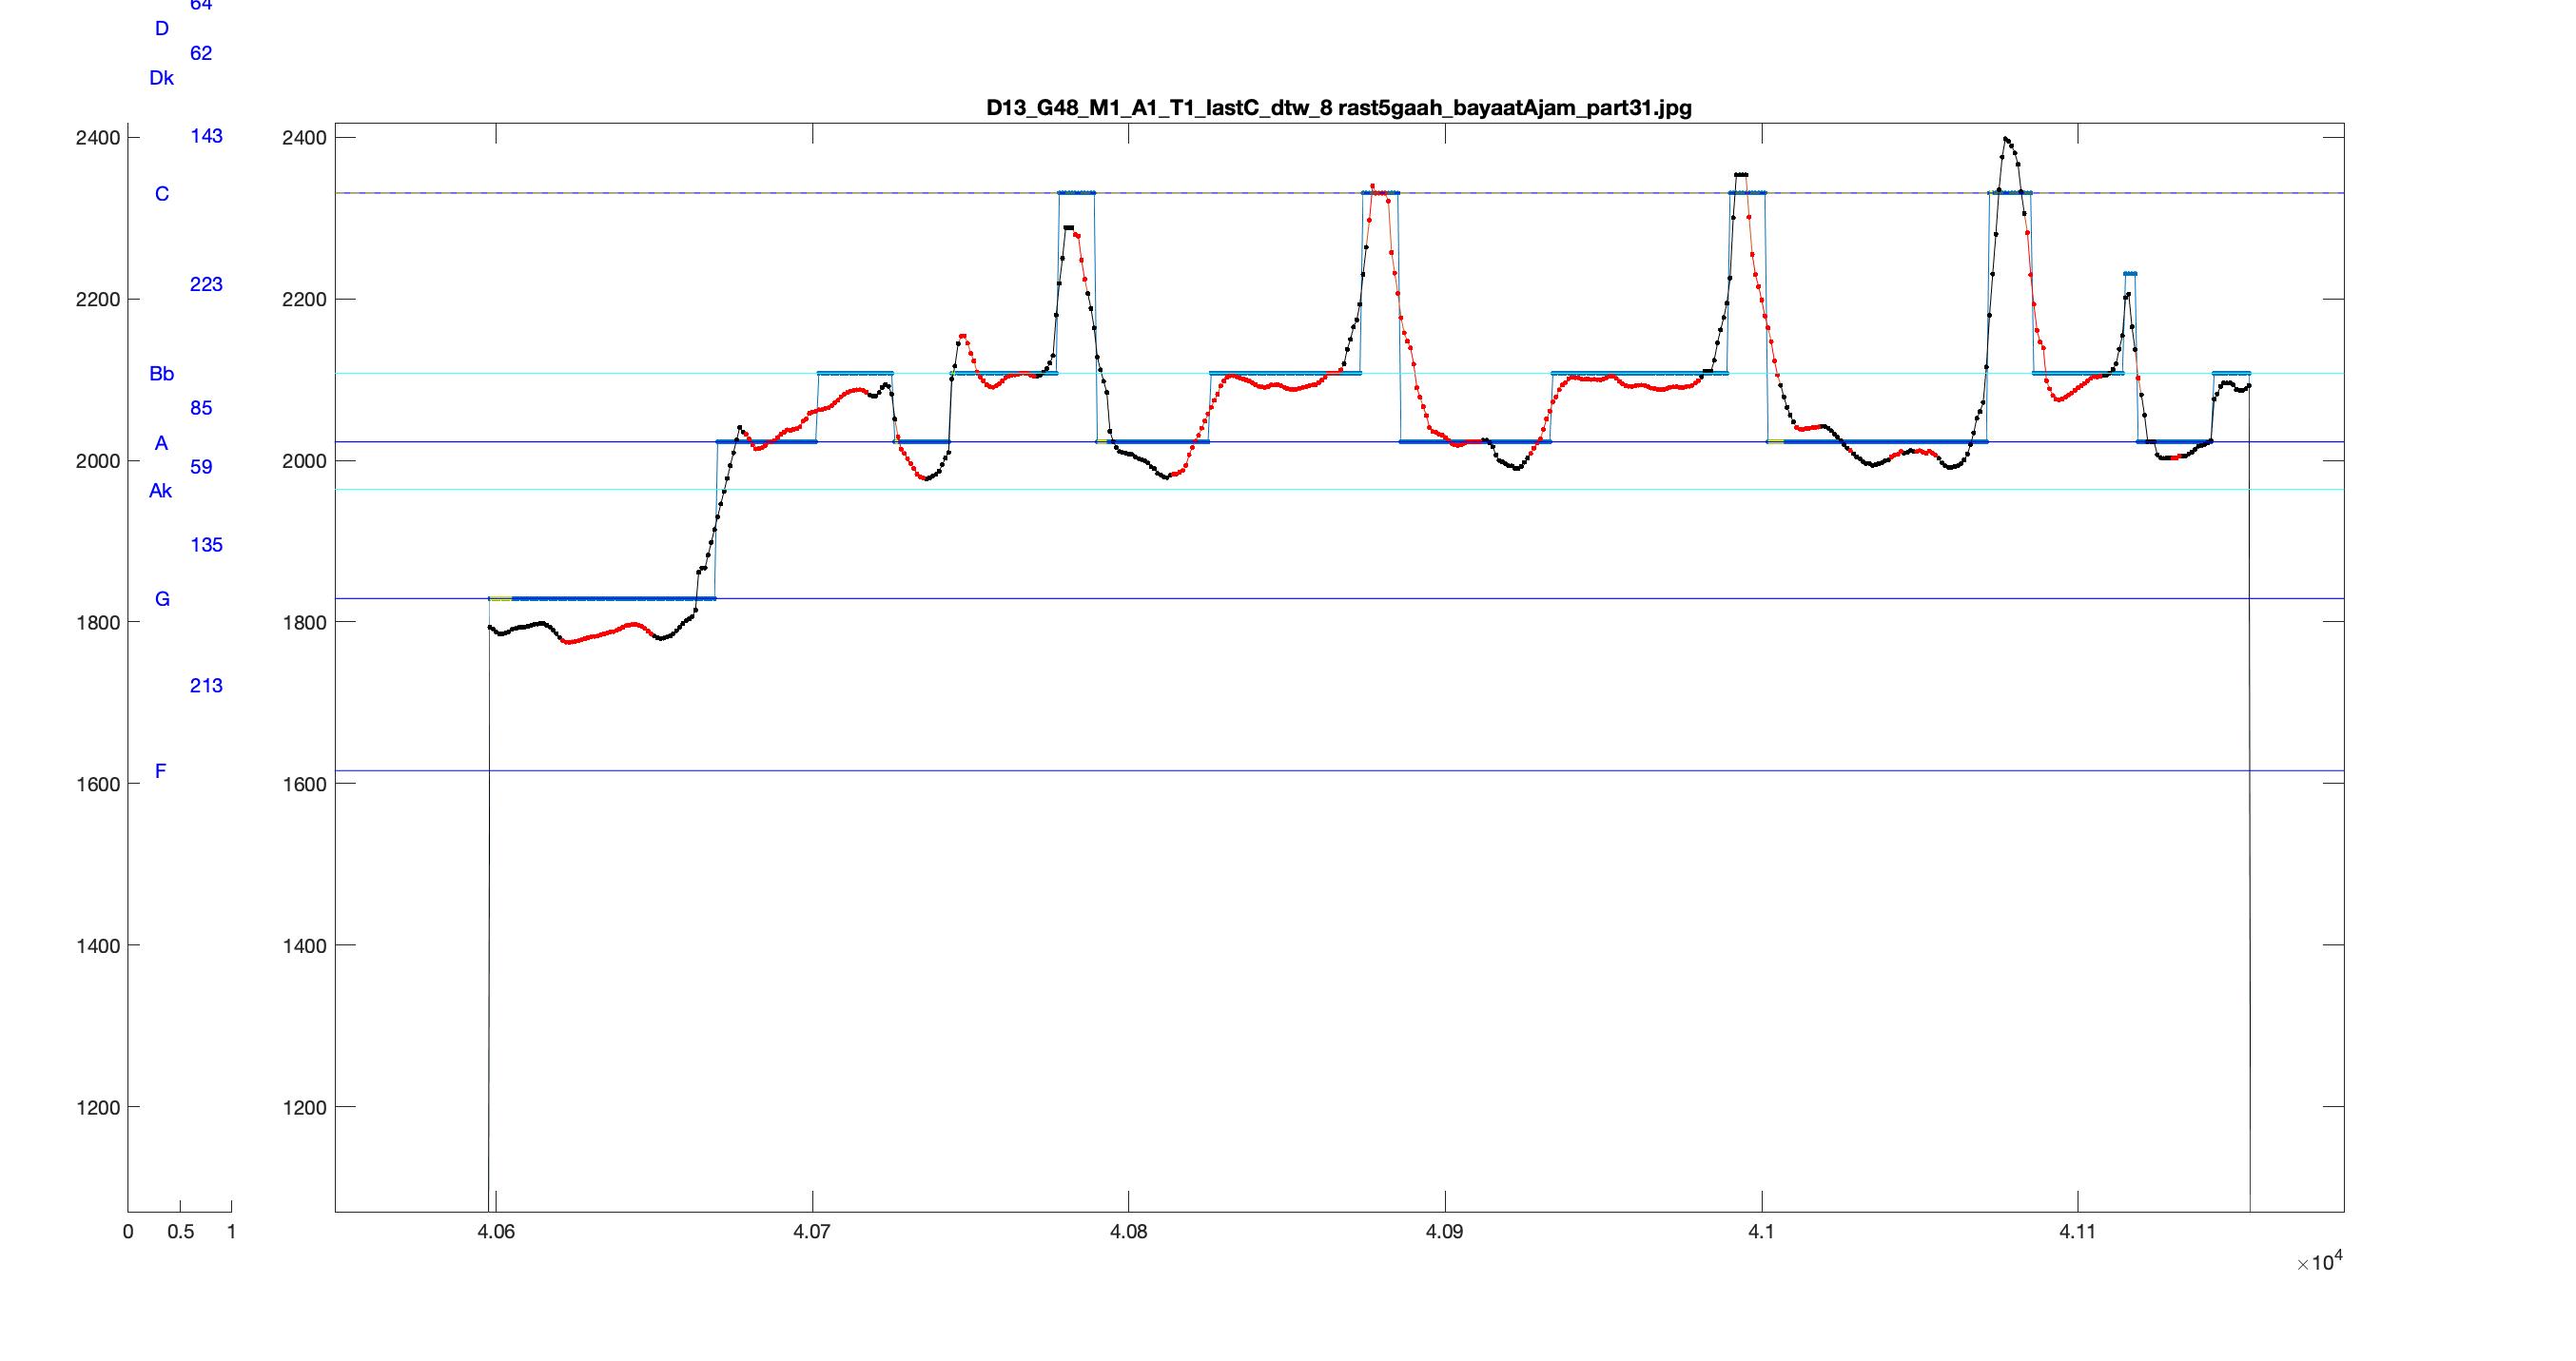 64
D
62
Dk
D13_G48_M1_A1_T1_lastC_dtw_8 rast5gaah_bayaatAjam_part31.jpg
2400 143 2400
C
223
2200 2200
Bb
85
A
2000 59 2000
Ak
135
G
1800 1800
213
F
1600 1600
1400 1400
1200 1200
0 0.5 1 4.06 4.07 4.08 4.09 4.1 4.11
×10^4